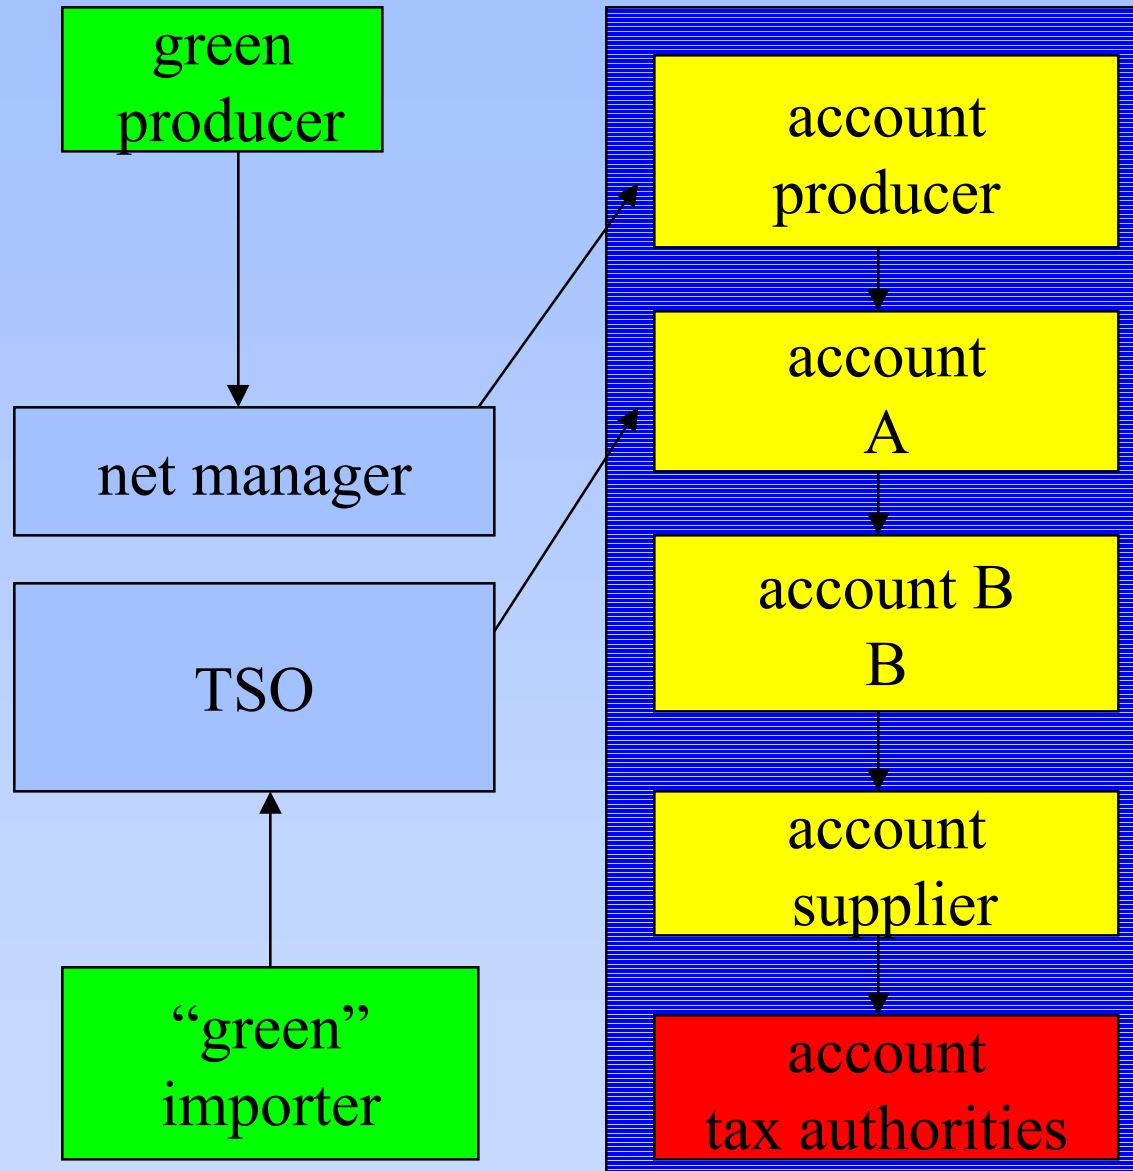 green
producer
net manager
TSO
“green”
importer
account
producer
account
A
account B
B
account
supplier
account
tax authorities